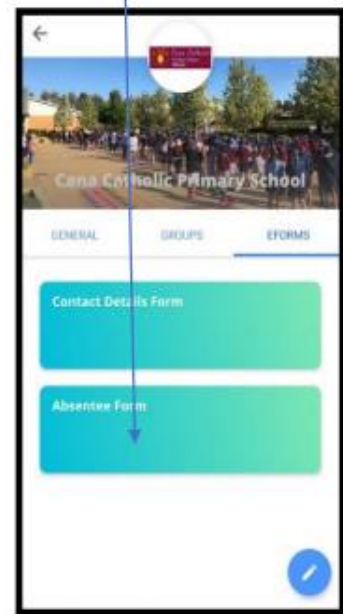 Cana Catholic Primary School
GENERAL GROUPS EFORMS
Contact Details Form
Absentee Form